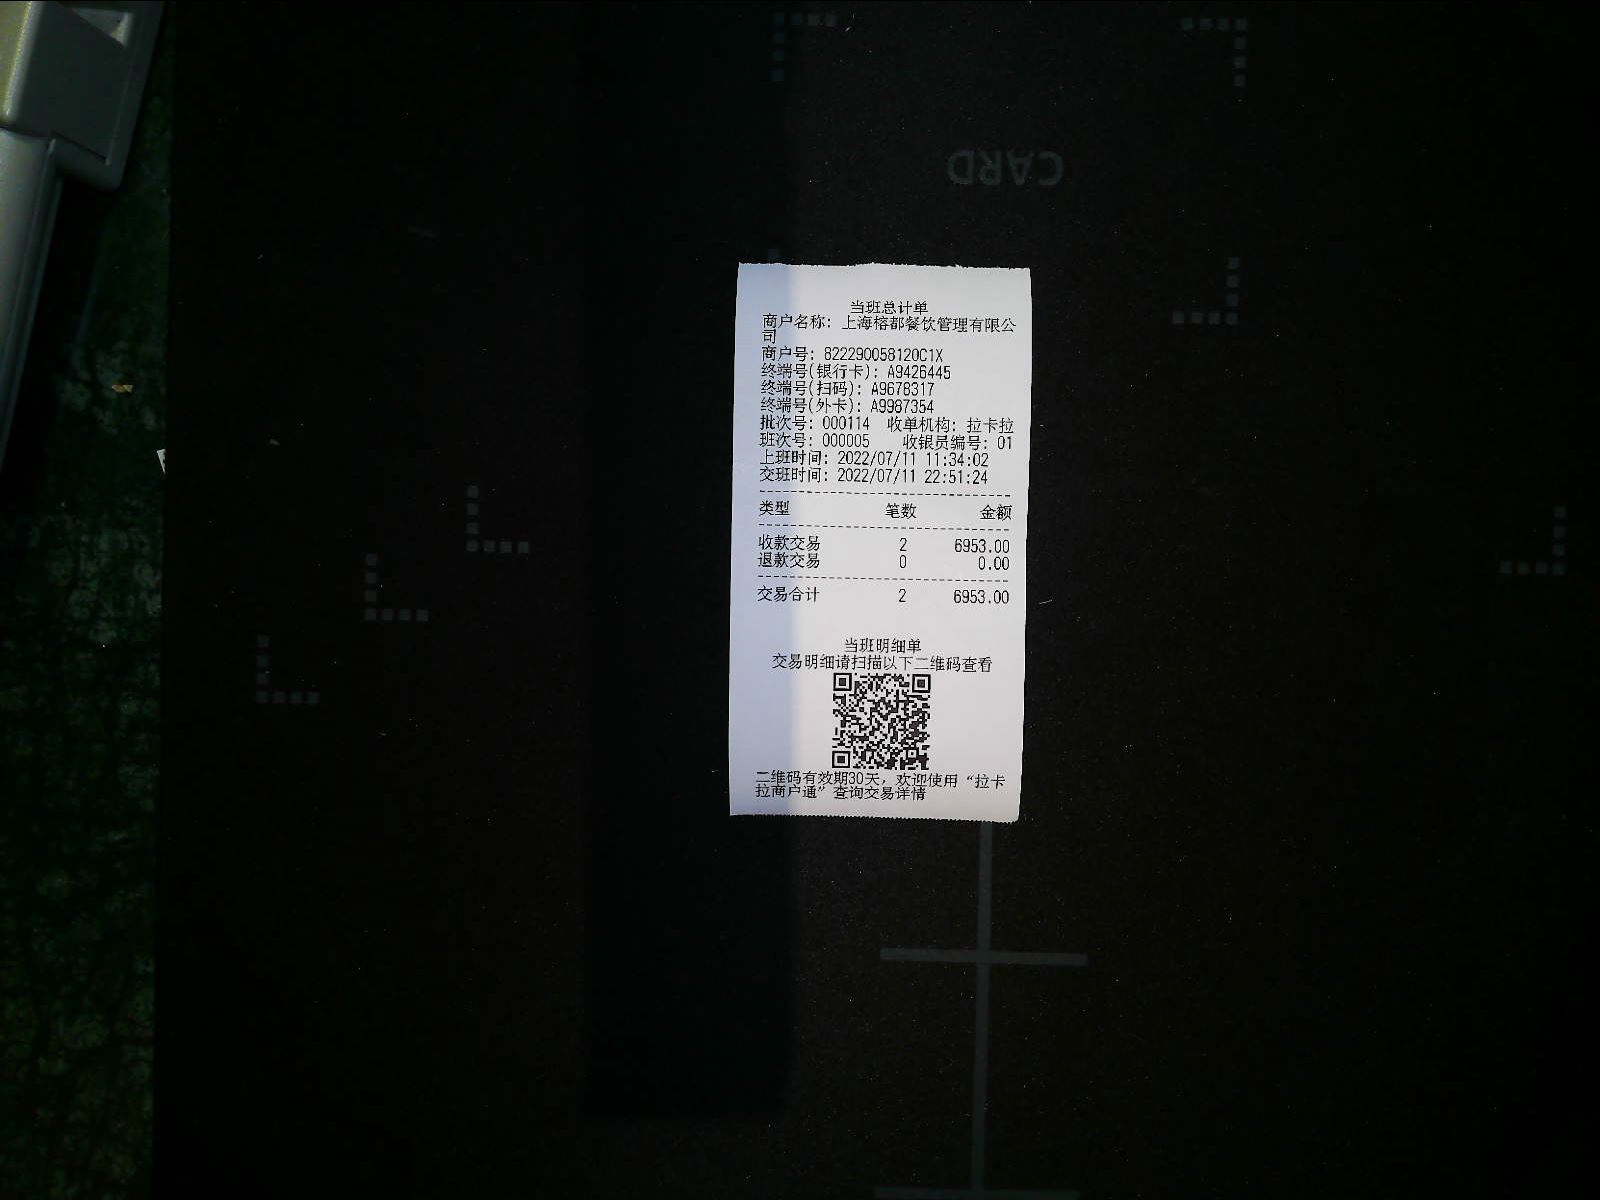 CARD
当班总计单
商户名称: 上海榕都餐饮管理有限公
司
商户号: 822290058120C1X
终端号(银行卡): A9426445
终端号(扫码): A9678317
终端号(外卡): A9987354
批次号: 000114 收单机构: 拉卡拉
班次号: 000005 收银员编号: 01
上班时间: 2022/07/11 11:34:02
交班时间: 2022/07/11 22:51:24
类型 笔数 金额
收款交易 2 6953.00
退款交易 0 0.00
交易合计 2 6953.00
当班明细单
交易明细请扫描以下二维码查看
二维码有效期30天, 欢迎使用“拉卡
拉商户通”查询交易详情